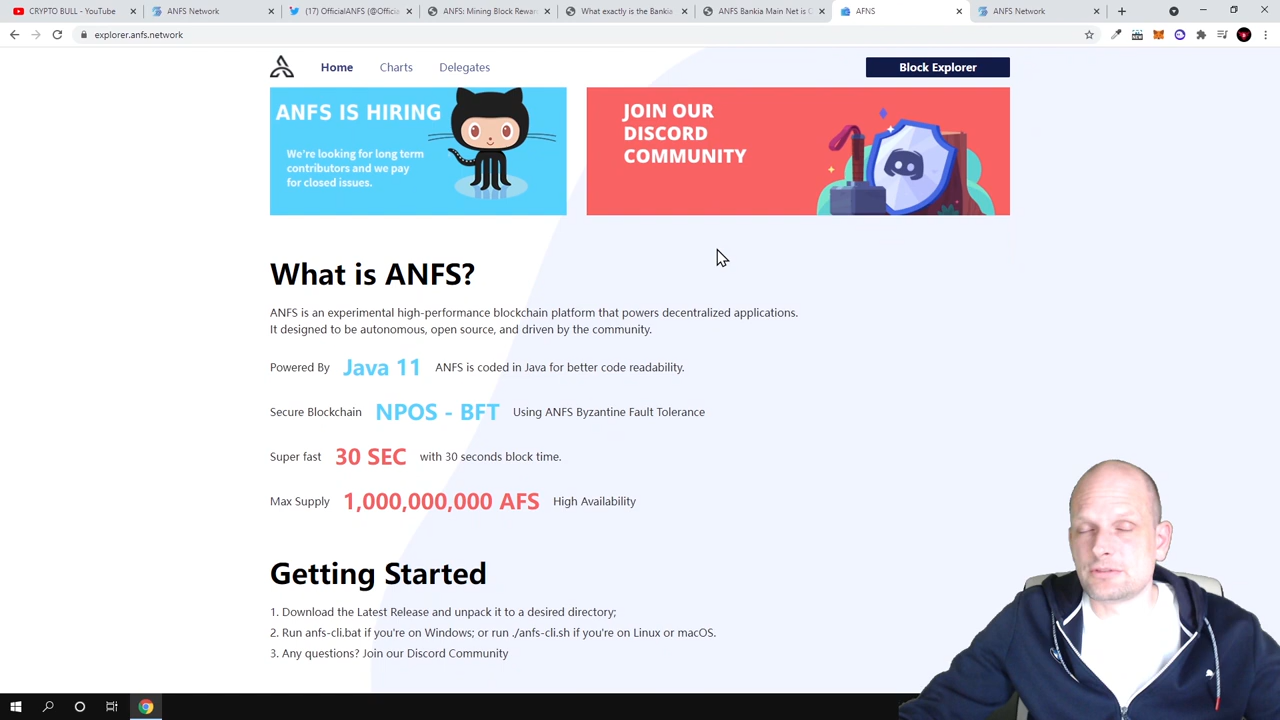 CRYPTO BULL - YouTube
ANFS Network
(17) OfficialANFS (@Officia
ANFS: Mining Block Rewar
What exactly is the Bankia
ANFS Bankia Main Net is C
AFNS
ANFS Network
explorer.anfs.network
Home
Charts
Delegates
Block Explorer
ANFS IS HIRING
We're looking for long term
contributors and we pay
for closed issues.
JOIN OUR
DISCORD
COMMUNITY
What is ANFS?
ANFS is an experimental high-performance blockchain platform that powers decentralized applications.
It designed to be autonomous, open source, and driven by the community.
Powered By Java 11 ANFS is coded in Java for better code readability.
Secure Blockchain NPOS - BFT Using ANFS Byzantine Fault Tolerance
Super fast 30 SEC with 30 seconds block time.
Max Supply 1,000,000,000 AFS High Availability
Getting Started
1. Download the Latest Release and unpack it to a desired directory;
2. Run anfs-cli.bat if you're on Windows; or run ./anfs-cli.sh if you're on Linux or macOS.
3. Any questions? Join our Discord Community